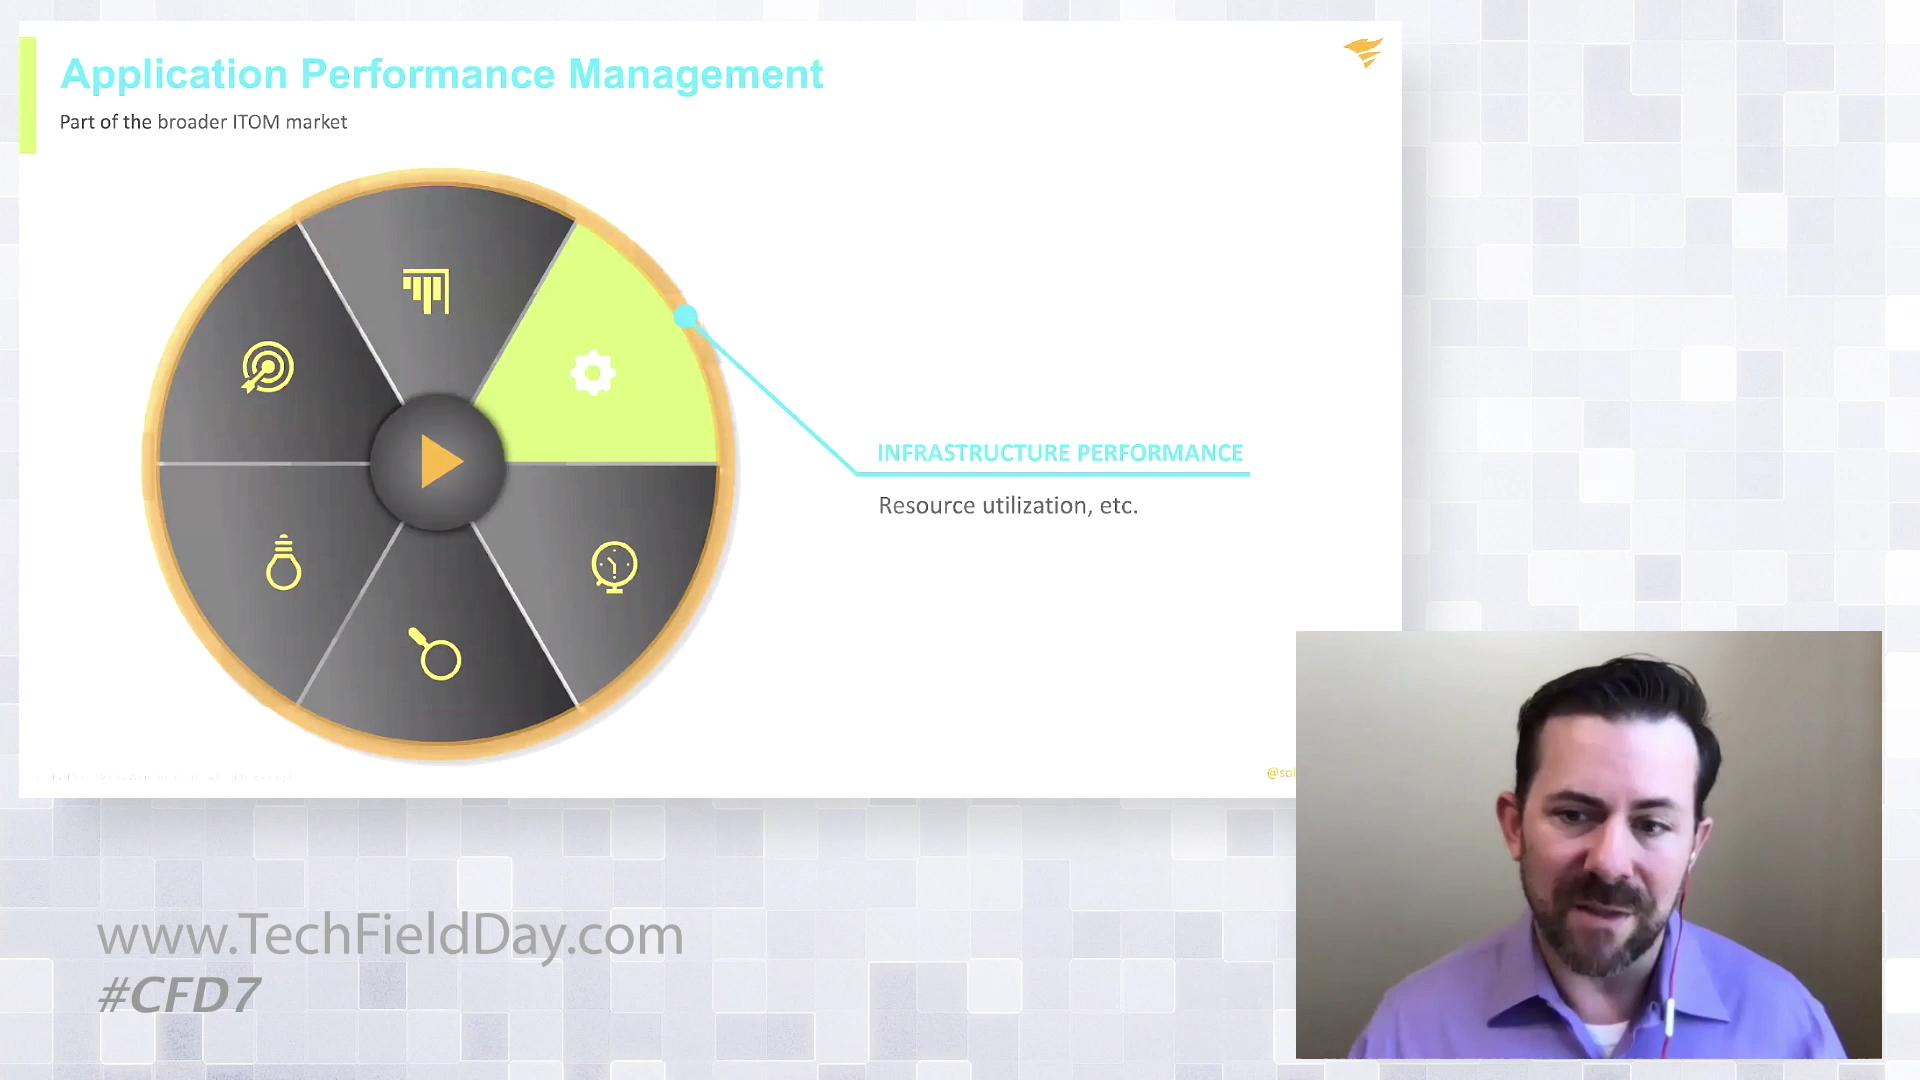 Application Performance Management
Part of the broader ITOM market
INFRASTRUCTURE PERFORMANCE
Resource utilization, etc.
www.TechFieldDay.com
#CFD7